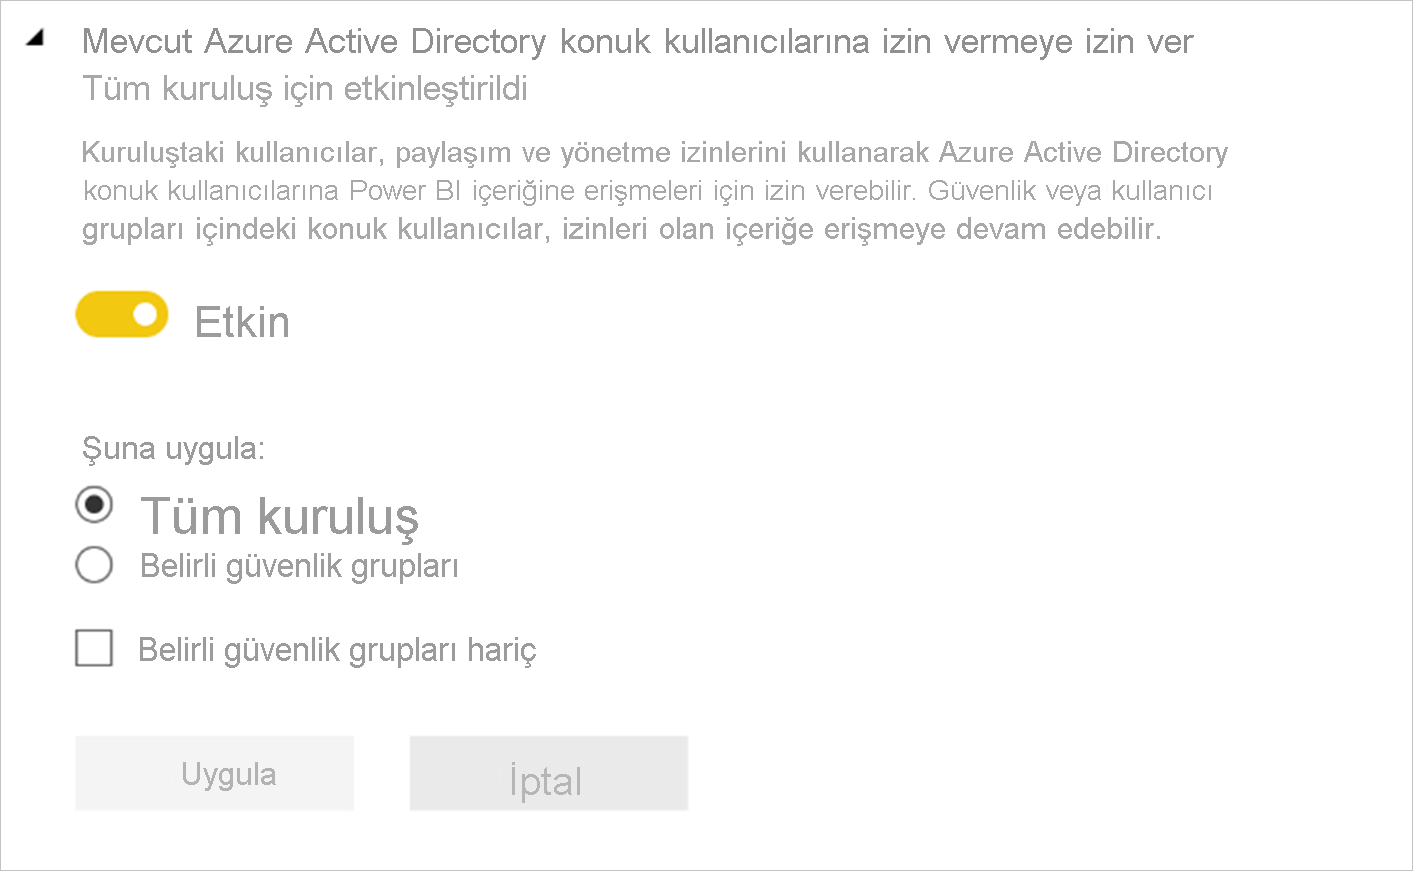 Mevcut Azure Active Directory konuk kullanıcılarına izin vermeye izin ver
Tüm kuruluş için etkinleştirildi
Kuruluştaki kullanıcılar, paylaşım ve yönetme izinlerini kullanarak Azure Active Directory
konuk kullanıcılarına Power BI içeriğine erişmeleri için izin verebilir. Güvenlik veya kullanıcı
grupları içindeki konuk kullanıcılar, izinleri olan içeriğe erişmeye devam edebilir.
Etkin
Şuna uygula:
Tüm kuruluş
Belirli güvenlik grupları
Belirli güvenlik grupları hariç
Uygula
İptal